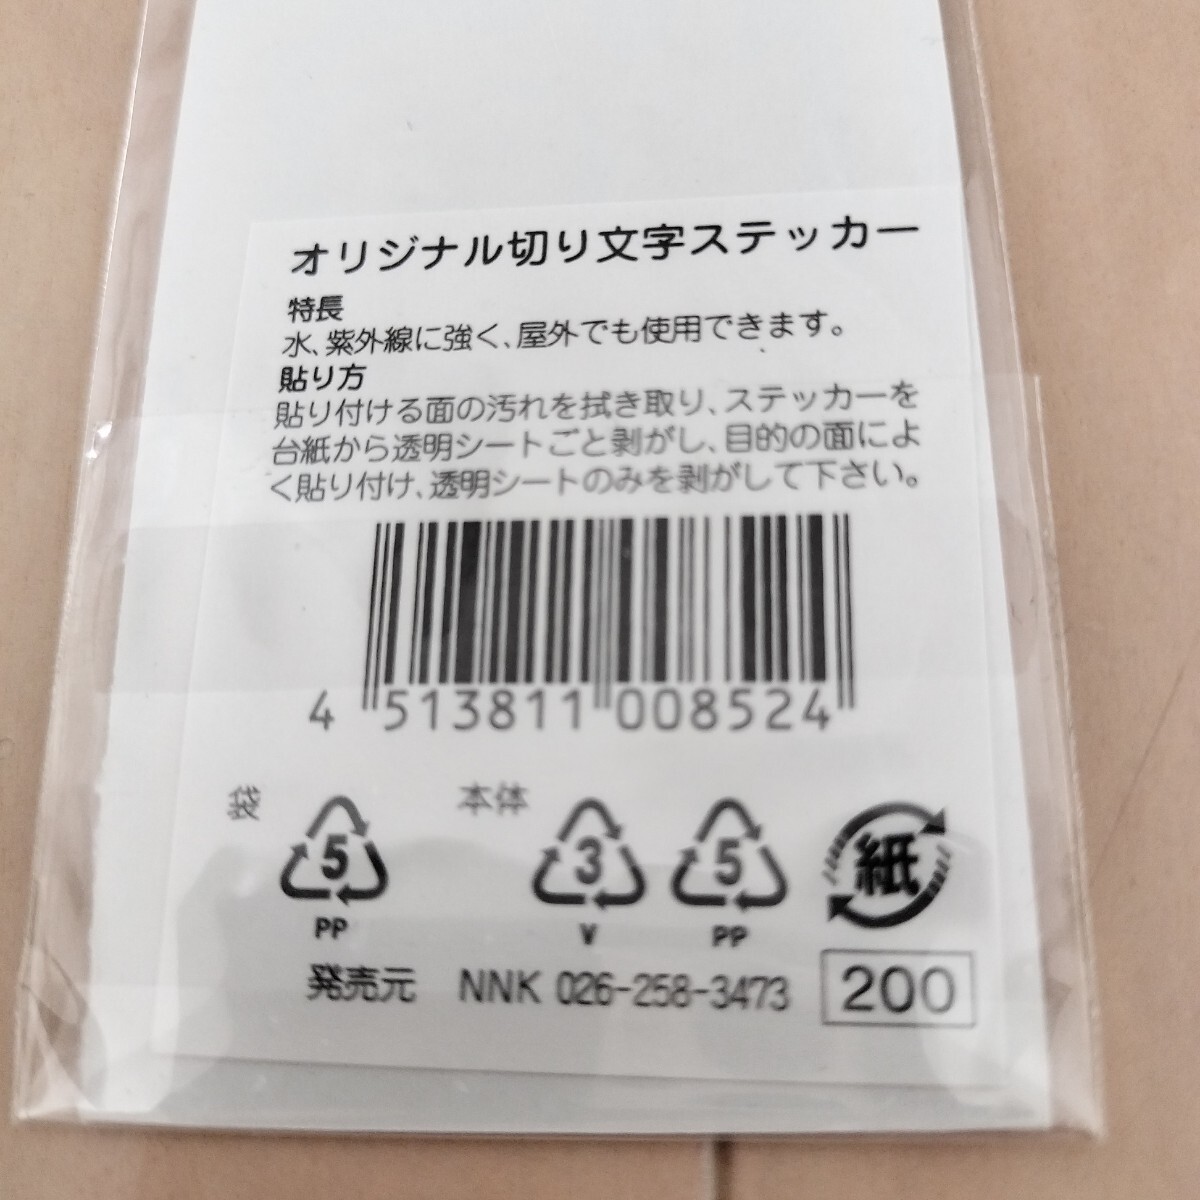 オリジナル切り文字ステッカー
特長
水、紫外線に強く、屋外でも使用できます。
貼り方
貼り付ける面の汚れを拭き取り、ステッカーを
台紙から透明シートごと剥がし、目的の面によ
く貼り付け、透明シートのみを剥がして下さい。
4 513811 008524
袋 5 PP 本体 3 V 5 PP 紙
発売元 NNK 026-258-3473 200